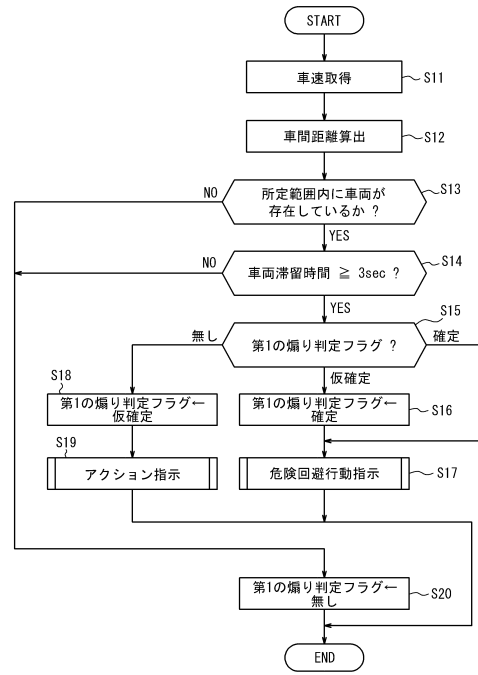 START
車速取得
S11
車間距離算出
S12
所定範囲内に車両が
存在しているか ?
S13
NO
YES
車両滞留時間 ≧ 3sec ?
S14
NO
YES
第1の煽り判定フラグ ?
S15
無し
確定
仮確定
S18
第1の煽り判定フラグ←
仮確定
第1の煽り判定フラグ←
確定
S16
S19
アクション指示
危険回避行動指示
S17
第1の煽り判定フラグ←
無し
S20
END